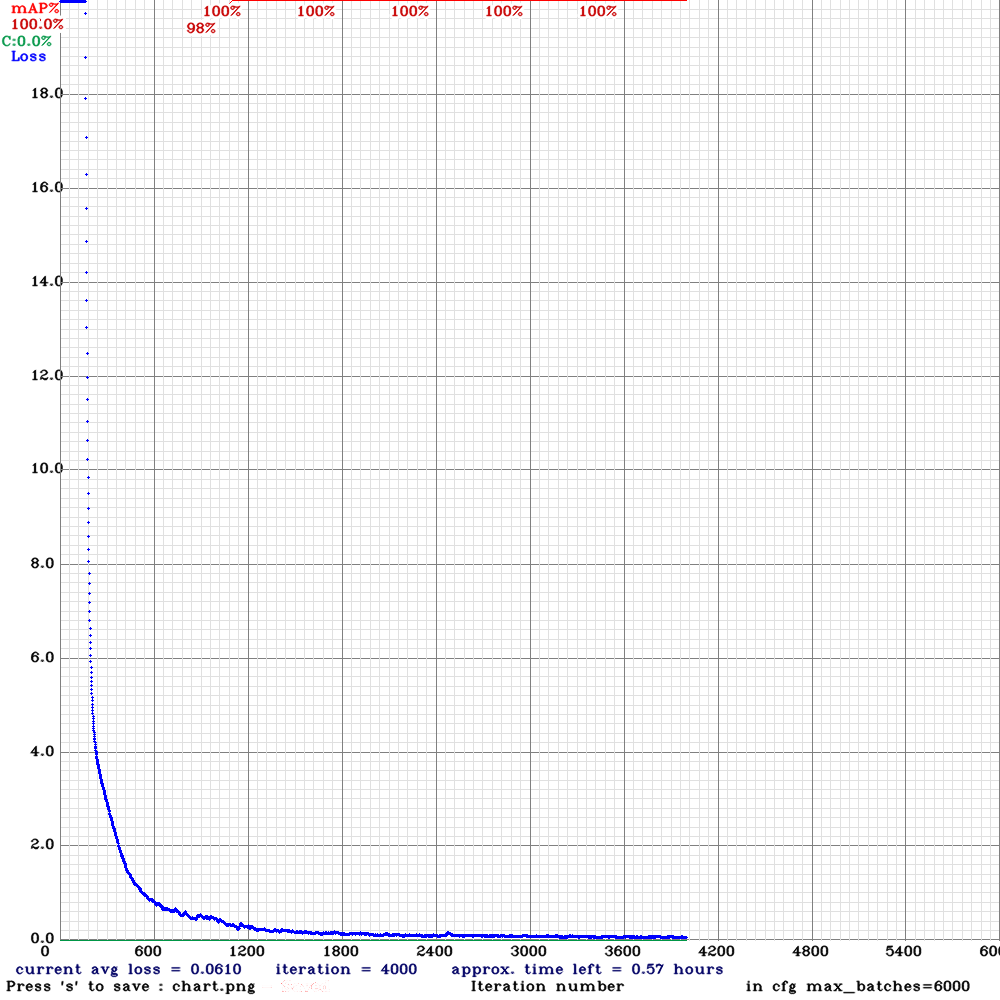 mAP% 100% 100% 100% 100% 100%
100.0% 98%
C:0.0%
Loss
18.0
16.0
14.0
12.0
10.0
8.0
6.0
4.0
2.0
0.0
0 600 1200 1800 2400 3000 3600 4200 4800 5400 600
current avg loss = 0.0610 iteration = 4000 approx. time left = 0.57 hours
Press 's' to save : chart.png Iteration number in cfg max_batches=6000